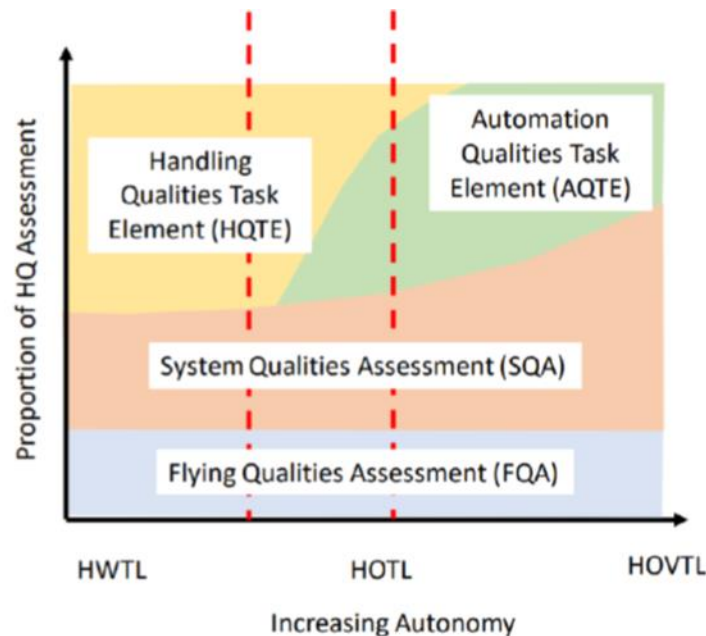 Proportion of HQ Assessment
Handling
Qualities Task
Element (HQTE)
Automation
Qualities Task
Element (AQTE)
System Qualities Assessment (SQA)
Flying Qualities Assessment (FQA)
HWTL
HOTL
HOVTL
Increasing Autonomy